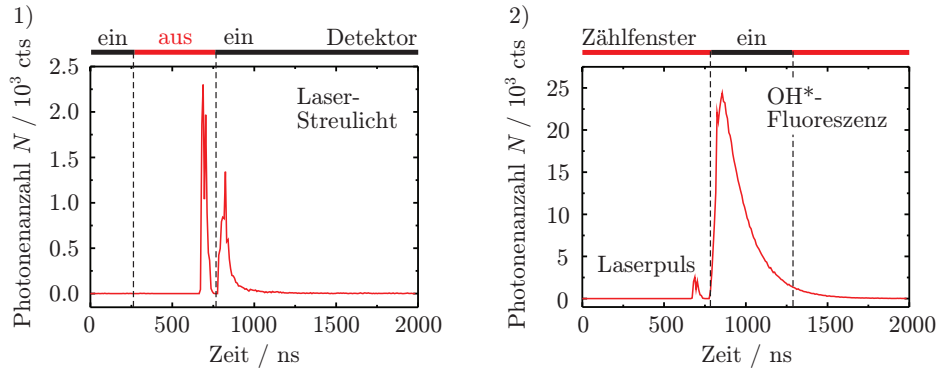 1)
ein aus ein Detektor
Photonenanzahl N / 10³ cts
2.5
2.0
1.5
1.0
0.5
0.0
Laser-
Streulicht
0 500 1000 1500 2000
Zeit / ns
2)
Zählfenster ein
Photonenanzahl N / 10³ cts
25
20
15
10
5
0
OH*-
Fluoreszenz
Laserpuls
0 500 1000 1500 2000
Zeit / ns